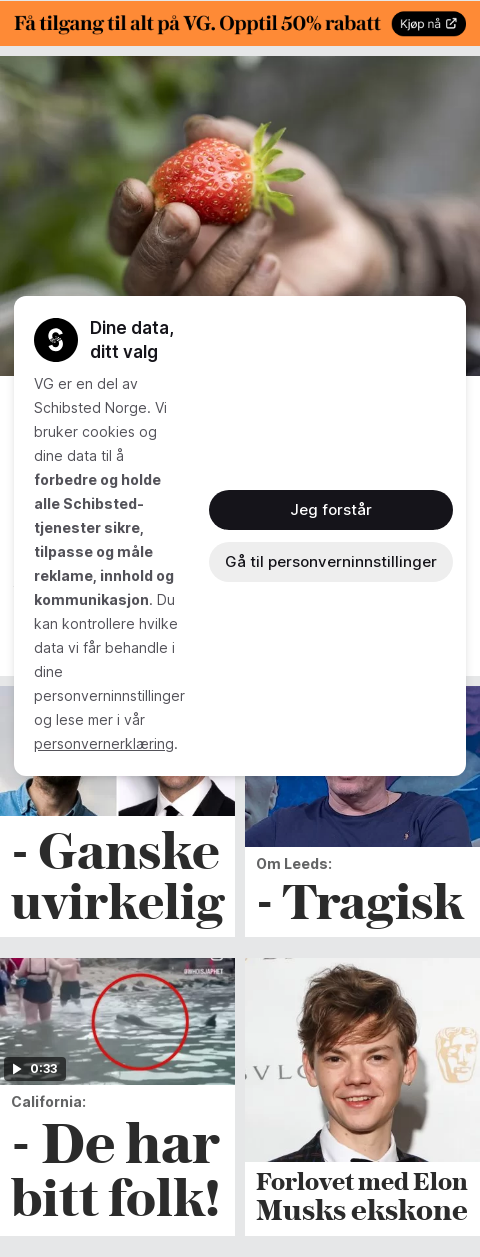 Få tilgang til alt på VG. Opptil 50% rabatt
Kjøp nå
Dine data,
ditt valg
VG er en del av
Schibsted Norge. Vi
bruker cookies og
dine data til å
forbedre og holde
alle Schibsted-
tjenester sikre,
tilpasse og måle
reklame, innhold og
kommunikasjon. Du
kan kontrollere hvilke
data vi får behandle i
dine
personverninnstillinger
og lese mer i vår
personvernerklæring.
Jeg forstår
Gå til personverninnstillinger
- Ganske
uvirkelig
Om Leeds:
- Tragisk
@WHOISJAPHET
0:33
California:
- De har
bitt folk!
Forlovet med Elon
Musks ekskone